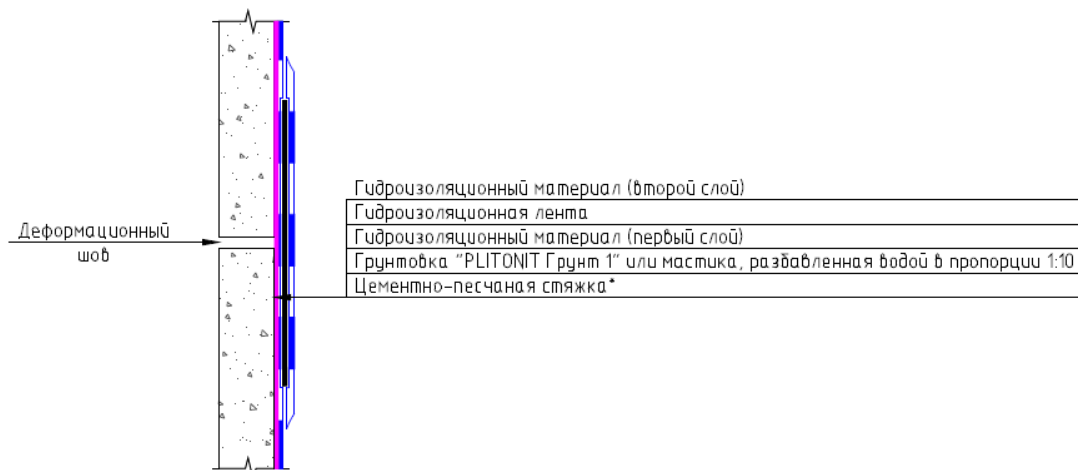 Гидроизоляционный материал (второй слой)
Гидроизоляционная лента
Деформационный
шов
Гидроизоляционный материал (первый слой)
Грунтовка "PLITONIT Грунт 1" или мастика, разбавленная водой в пропорции 1:10
Цементно-песчаная стяжка*